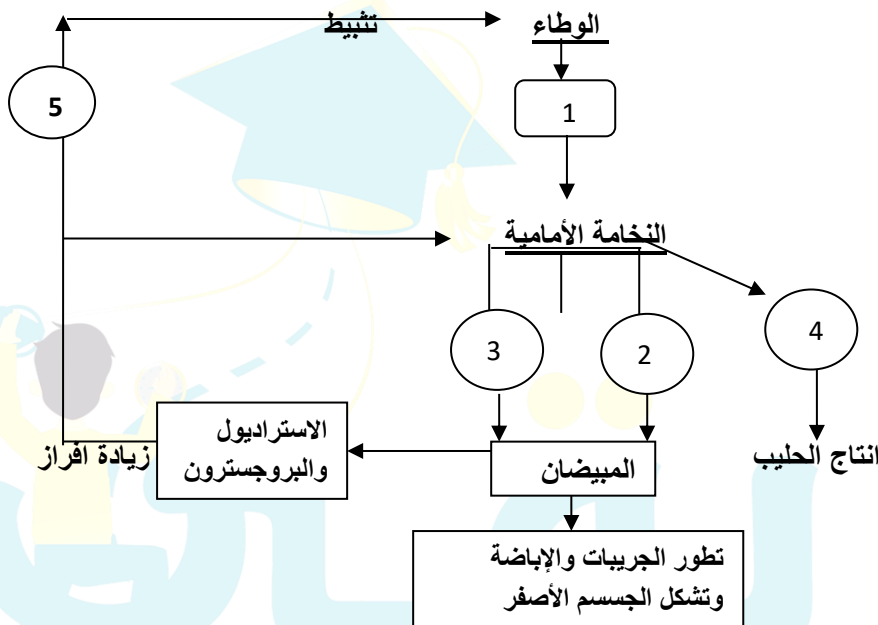 تثبيط
الوطاء
5
1
النخامة الأمامية
3
2
4
الاستراديول
والبروجسترون
زيادة افراز
المبيضان
انتاج الحليب
تطور الجريبات والإباضة
وتشكل الجسسم الأصفر